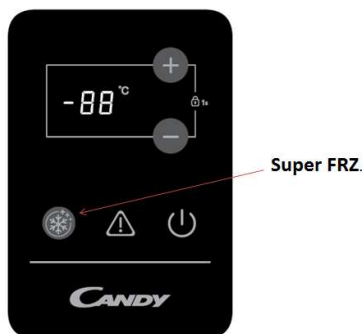 +
-88 °C
1s
−
Super FRZ.
CANDY